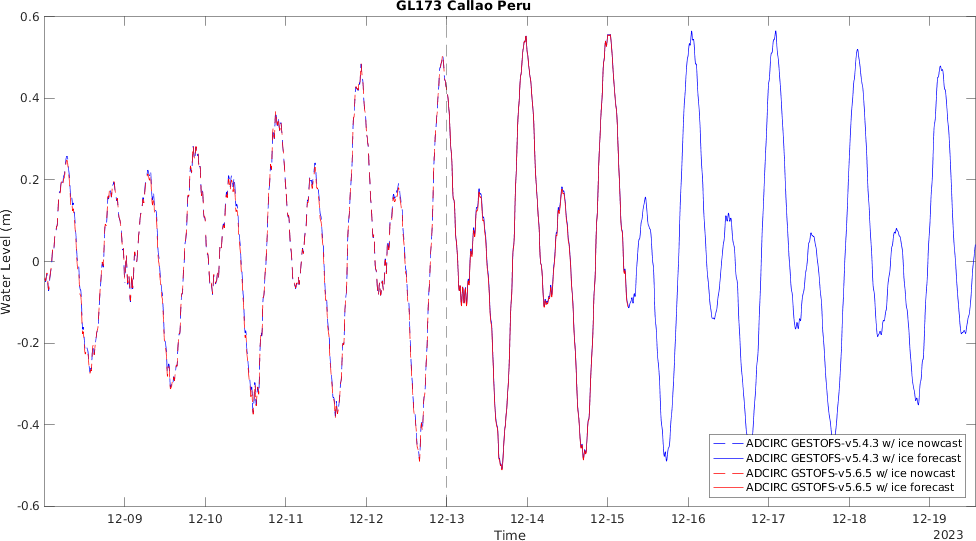 GL173 Callao Peru
Water Level (m)
0.6
0.4
0.2
0
-0.2
-0.4
-0.6
ADCIRC GESTOFS-v5.4.3 w/ ice nowcast
ADCIRC GESTOFS-v5.4.3 w/ ice forecast
ADCIRC GSTOFS-v5.6.5 w/ ice nowcast
ADCIRC GSTOFS-v5.6.5 w/ ice forecast
12-09 12-10 12-11 12-12 12-13 12-14 12-15 12-16 12-17 12-18 12-19
Time
2023